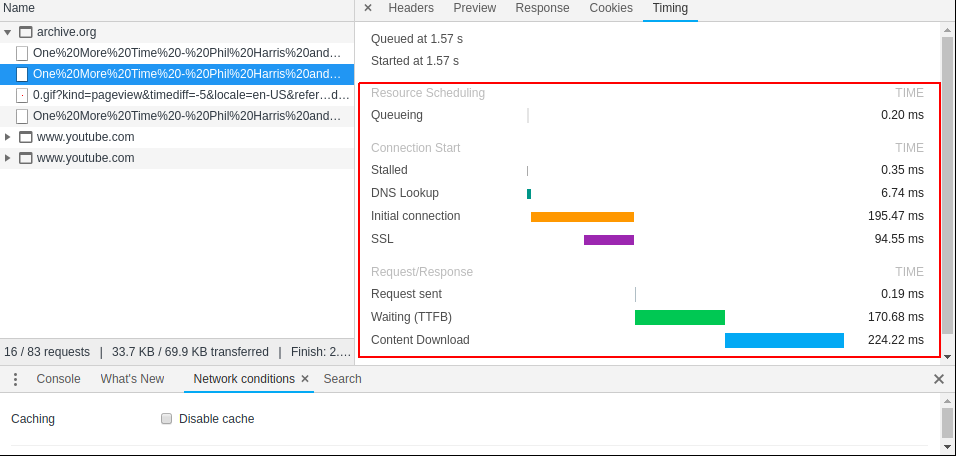 Name
archive.org
One%20More%20Time%20-%20Phil%20Harris%20and…
One%20More%20Time%20-%20Phil%20Harris%20and…
0.gif?kind=pageview&timediff=-5&locale=en-US&refer…d…
One%20More%20Time%20-%20Phil%20Harris%20and…
www.youtube.com
www.youtube.com
16 / 83 requests | 33.7 KB / 69.9 KB transferred | Finish: 2.…
× Headers Preview Response Cookies Timing
Queued at 1.57 s
Started at 1.57 s
Resource Scheduling TIME
Queueing 0.20 ms
Connection Start TIME
Stalled 0.35 ms
DNS Lookup 6.74 ms
Initial connection 195.47 ms
SSL 94.55 ms
Request/Response TIME
Request sent 0.19 ms
Waiting (TTFB) 170.68 ms
Content Download 224.22 ms
Console What's New Network conditions × Search
Caching Disable cache